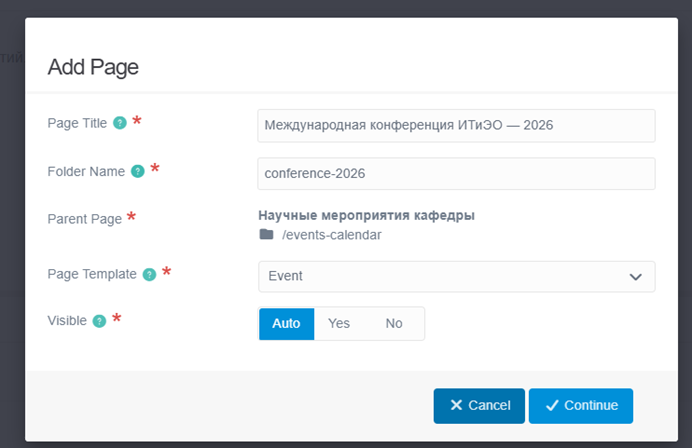 тий
Add Page
Page Title ? *
Международная конференция ИТиЭО — 2026
Folder Name ? *
conference-2026
Parent Page *
Научные мероприятия кафедры
/events-calendar
Page Template ? *
Event
Visible ? *
Auto Yes No
Cancel Continue